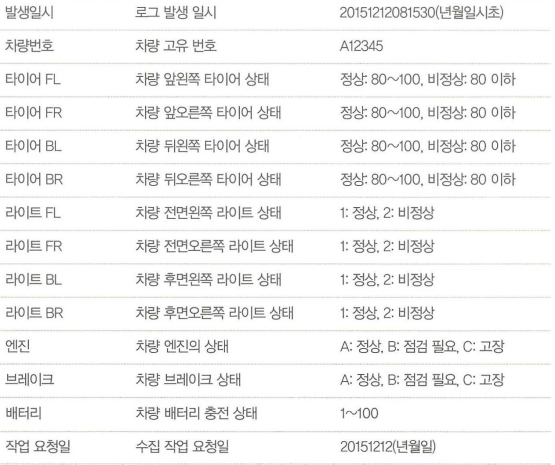 발생일시 로그 발생 일시 20151212081530(년월일시초)
차량번호 차량 고유 번호 A12345
타이어 FL 차량 앞왼쪽 타이어 상태 정상: 80~100, 비정상: 80 이하
타이어 FR 차량 앞오른쪽 타이어 상태 정상: 80~100, 비정상: 80 이하
타이어 BL 차량 뒤왼쪽 타이어 상태 정상: 80~100, 비정상: 80 이하
타이어 BR 차량 뒤오른쪽 타이어 상태 정상: 80~100, 비정상: 80 이하
라이트 FL 차량 전면왼쪽 라이트 상태 1: 정상, 2: 비정상
라이트 FR 차량 전면오른쪽 라이트 상태 1: 정상, 2: 비정상
라이트 BL 차량 후면왼쪽 라이트 상태 1: 정상, 2: 비정상
라이트 BR 차량 후면오른쪽 라이트 상태 1: 정상, 2: 비정상
엔진 차량 엔진의 상태 A: 정상, B: 점검 필요, C: 고장
브레이크 차량 브레이크 상태 A: 정상, B: 점검 필요, C: 고장
배터리 차량 배터리 충전 상태 1~100
작업 요청일 수집 작업 요청일 20151212(년월일)